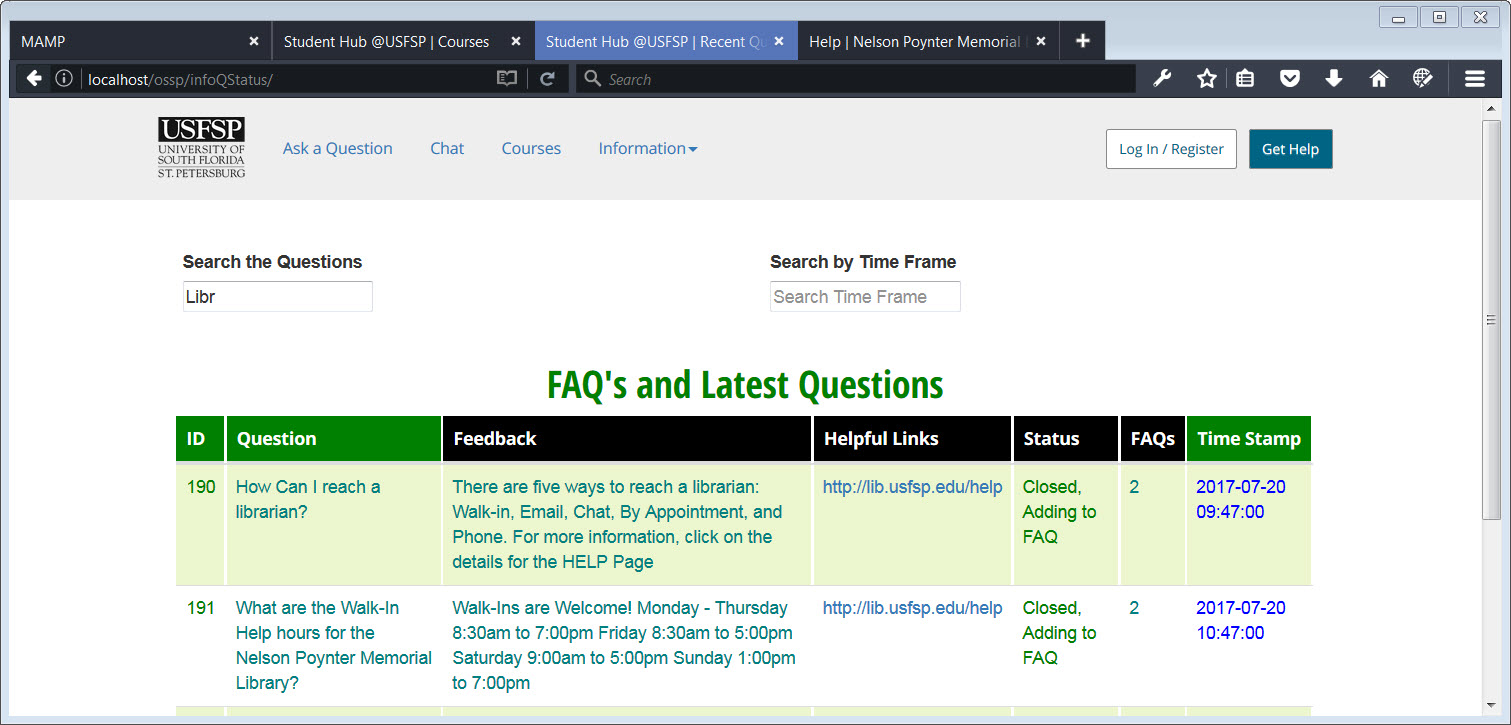 MAMP
Student Hub @USFSP | Courses
Student Hub @USFSP | Recent Qu
Help | Nelson Poynter Memorial
localhost/ossp/infoQStatus/
Search
USFSP
UNIVERSITY OF
SOUTH FLORIDA
ST. PETERSBURG
Ask a Question
Chat
Courses
Information
Log In / Register
Get Help
Search the Questions
Search by Time Frame
Libr
Search Time Frame
FAQ's and Latest Questions
ID Question Feedback Helpful Links Status FAQs Time Stamp
190 How Can I reach a There are five ways to reach a librarian: http://lib.usfsp.edu/help Closed, 2 2017-07-20
librarian? Walk-in, Email, Chat, By Appointment, and Adding to 09:47:00
Phone. For more information, click on the FAQ
details for the HELP Page
191 What are the Walk-In Walk-Ins are Welcome! Monday - Thursday http://lib.usfsp.edu/help Closed, 2 2017-07-20
Help hours for the 8:30am to 7:00pm Friday 8:30am to 5:00pm Adding to 10:47:00
Nelson Poynter Memorial Saturday 9:00am to 5:00pm Sunday 1:00pm FAQ
Library? to 7:00pm